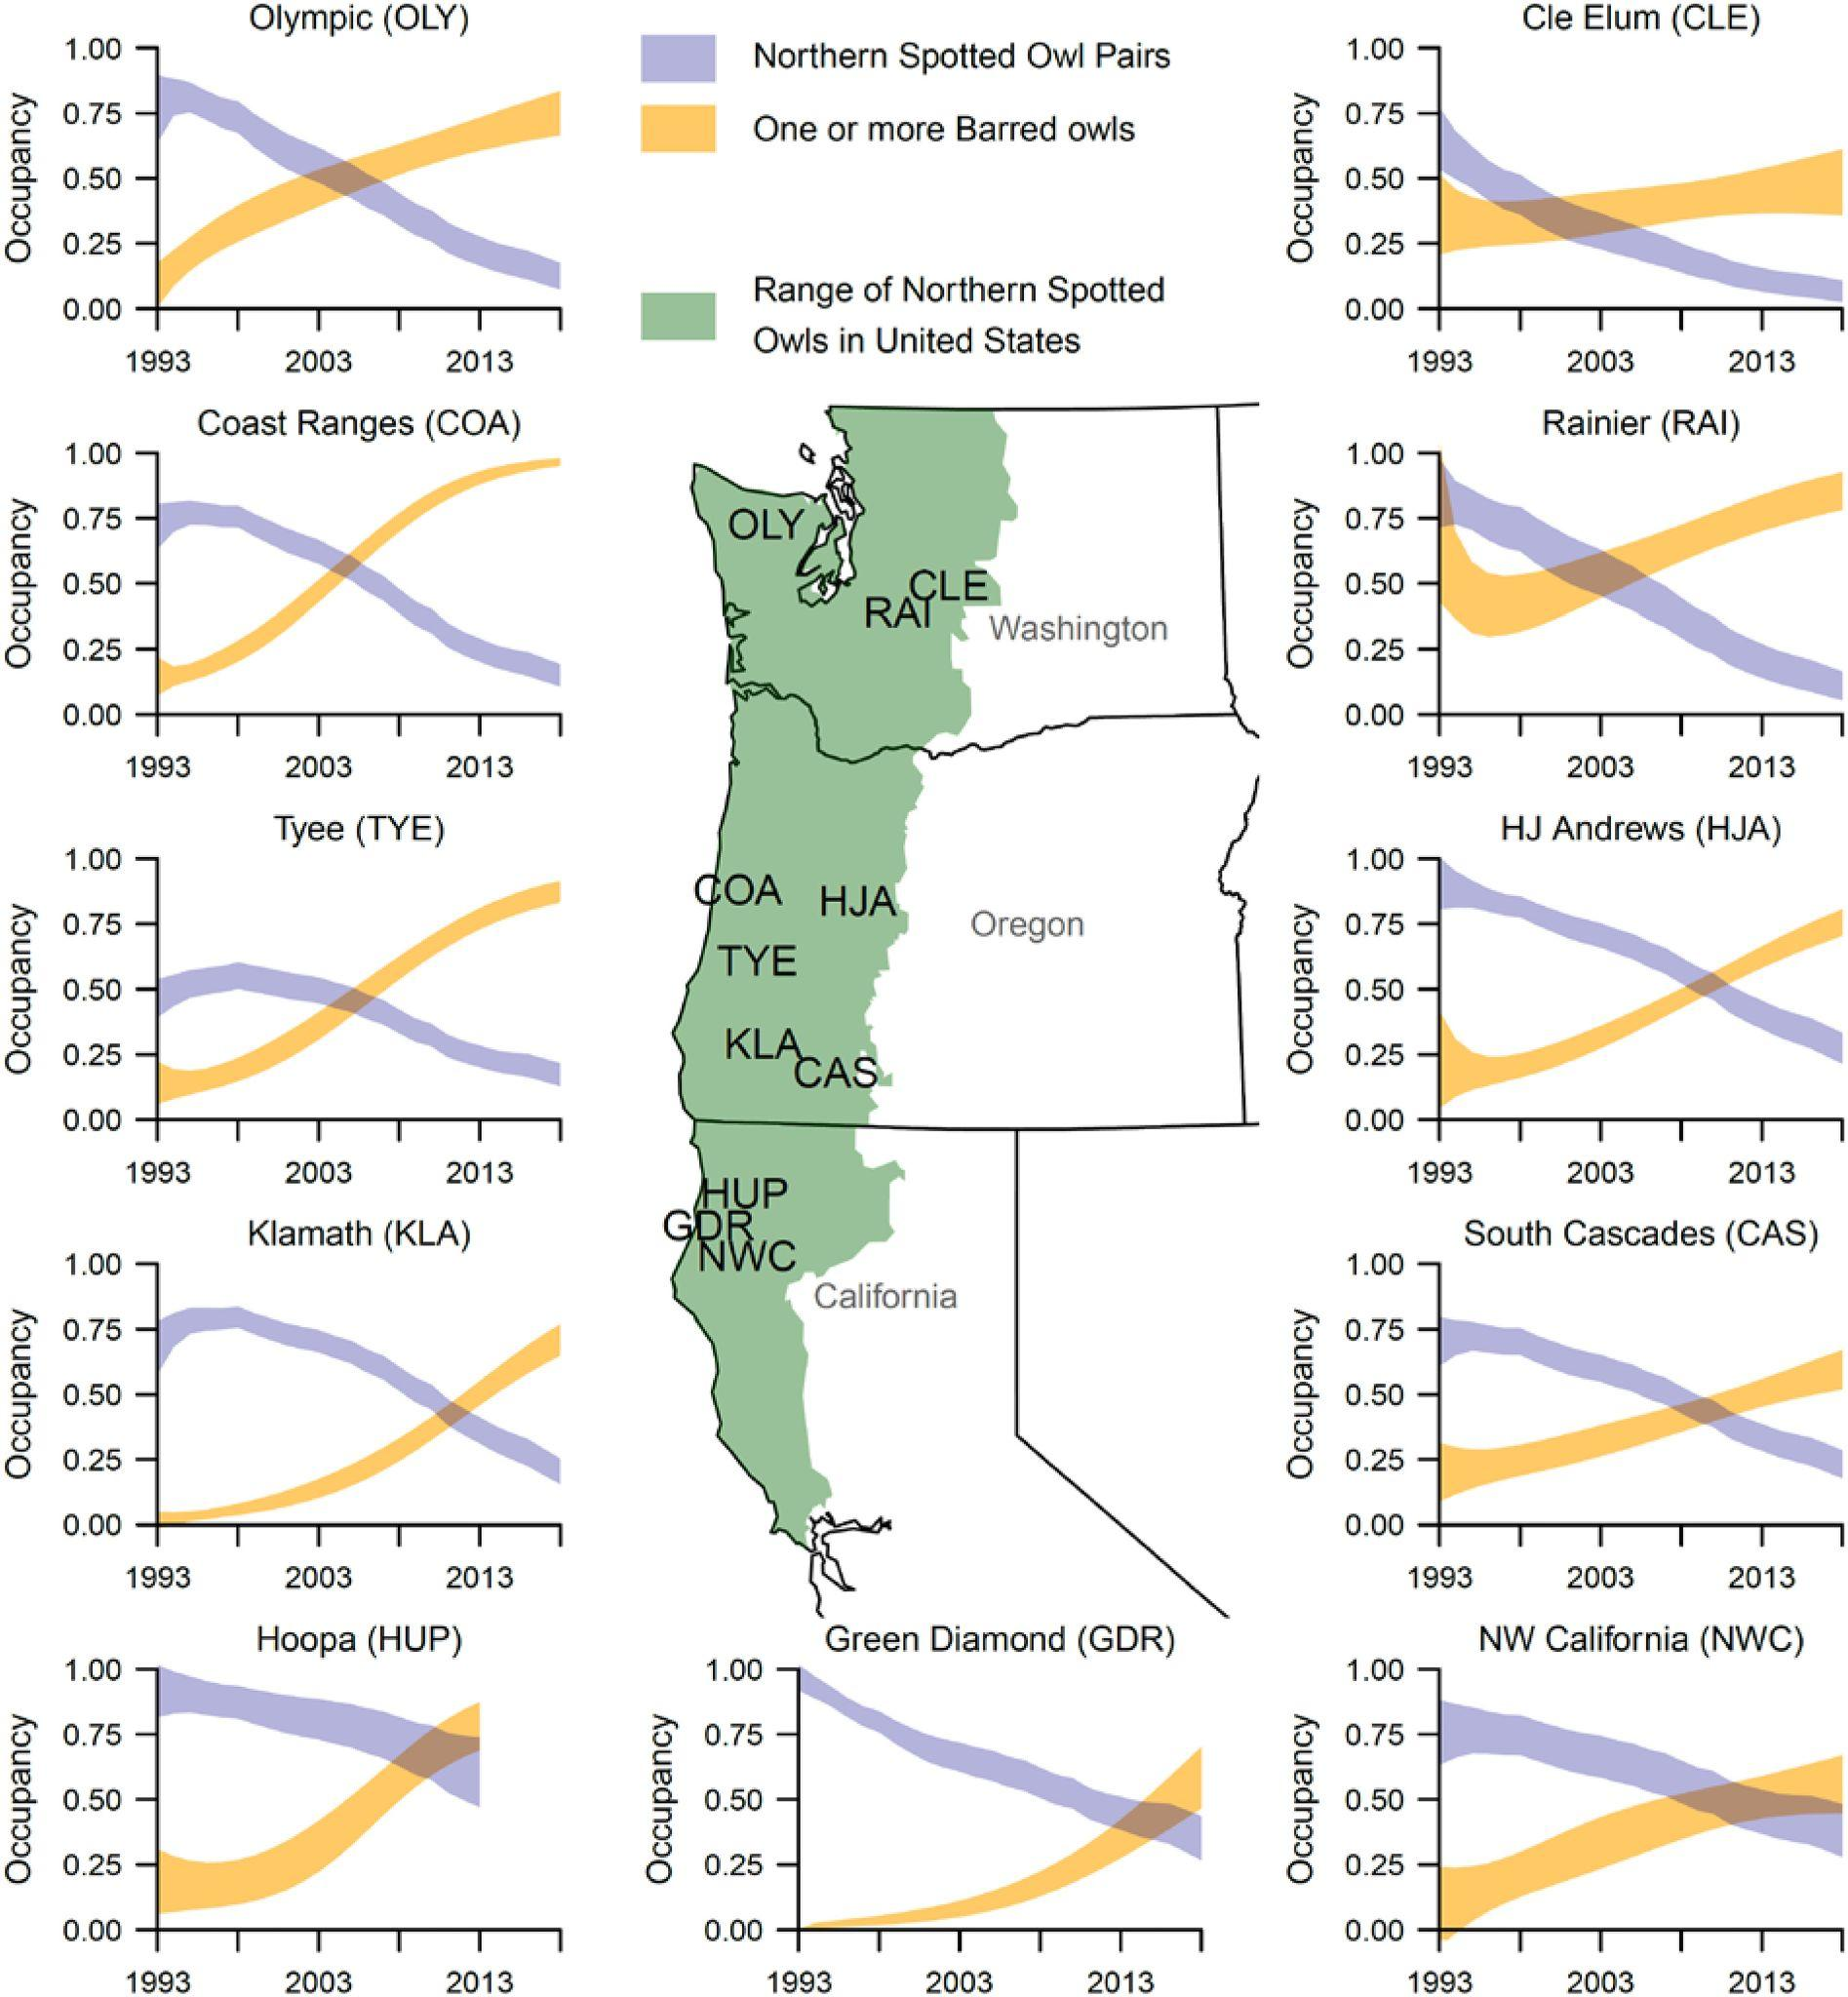 Olympic (OLY)
Occupancy
1.00
0.75
0.50
0.25
0.00
1993 2003 2013
Northern Spotted Owl Pairs
One or more Barred owls
Range of Northern Spotted
Owls in United States
Cle Elum (CLE)
Occupancy
1.00
0.75
0.50
0.25
0.00
1993 2003 2013
Coast Ranges (COA)
Occupancy
1.00
0.75
0.50
0.25
0.00
1993 2003 2013
OLY
CLE
RAI
Washington
COA
HJA
Oregon
TYE
KLA
CAS
HUP
GDR
NWC
California
Rainier (RAI)
Occupancy
1.00
0.75
0.50
0.25
0.00
1993 2003 2013
Tyee (TYE)
Occupancy
1.00
0.75
0.50
0.25
0.00
1993 2003 2013
HJ Andrews (HJA)
Occupancy
1.00
0.75
0.50
0.25
0.00
1993 2003 2013
Klamath (KLA)
Occupancy
1.00
0.75
0.50
0.25
0.00
1993 2003 2013
South Cascades (CAS)
Occupancy
1.00
0.75
0.50
0.25
0.00
1993 2003 2013
Hoopa (HUP)
Occupancy
1.00
0.75
0.50
0.25
0.00
1993 2003 2013
Green Diamond (GDR)
Occupancy
1.00
0.75
0.50
0.25
0.00
1993 2003 2013
NW California (NWC)
Occupancy
1.00
0.75
0.50
0.25
0.00
1993 2003 2013